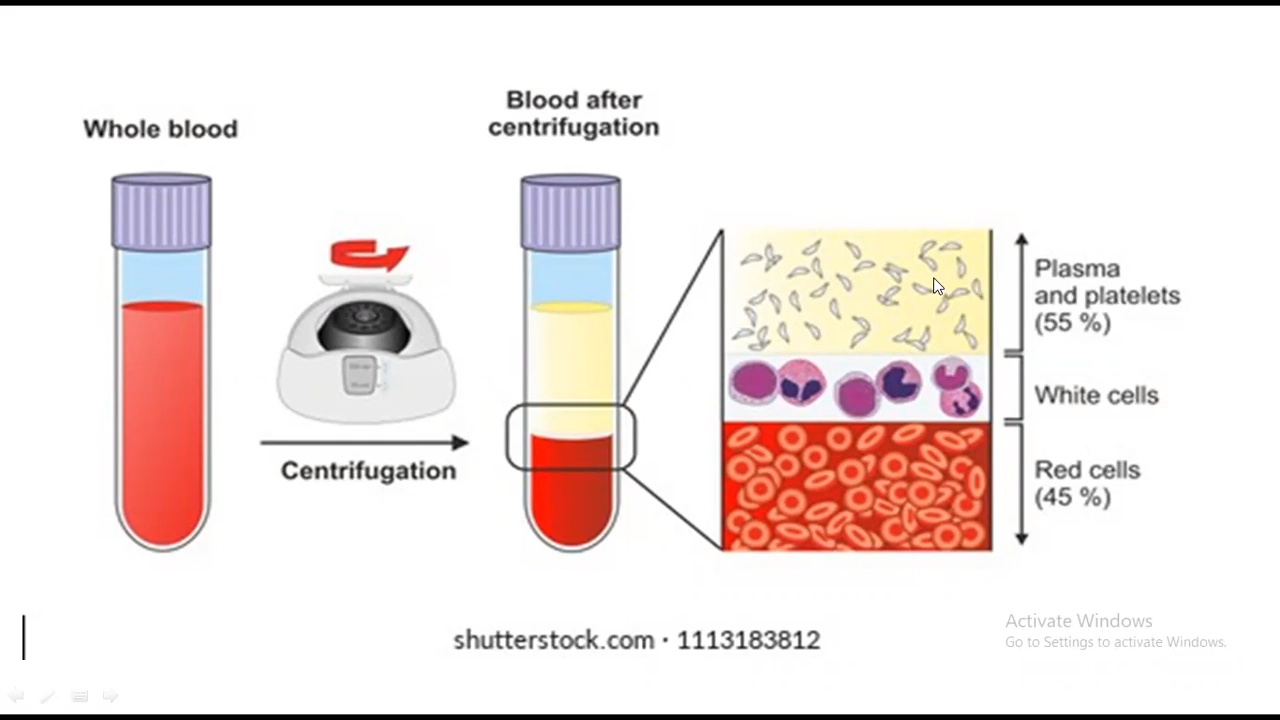 Whole blood
Blood after
centrifugation
Centrifugation
Plasma
and platelets
(55 %)
White cells
Red cells
(45 %)
shutterstock.com · 1113183812
Activate Windows
Go to Settings to activate Windows.